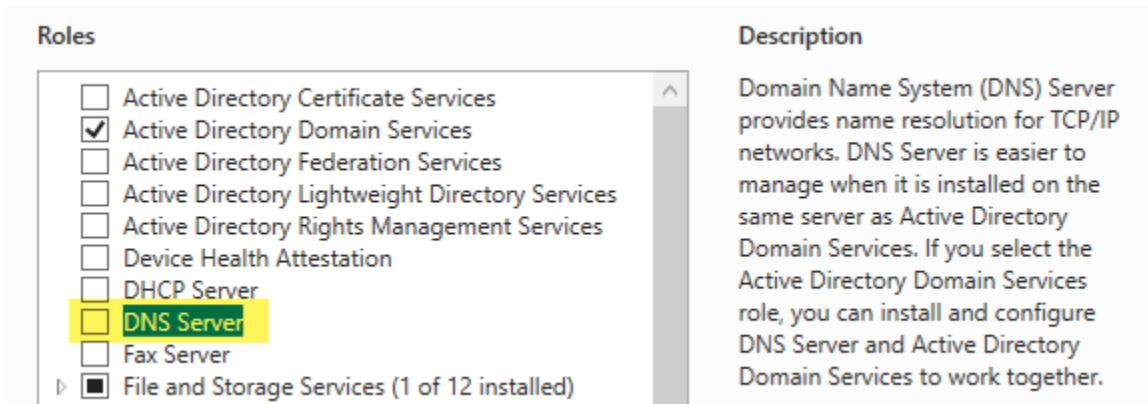 Roles
Active Directory Certificate Services
Active Directory Domain Services
Active Directory Federation Services
Active Directory Lightweight Directory Services
Active Directory Rights Management Services
Device Health Attestation
DHCP Server
DNS Server
Fax Server
File and Storage Services (1 of 12 installed)
Description
Domain Name System (DNS) Server
provides name resolution for TCP/IP
networks. DNS Server is easier to
manage when it is installed on the
same server as Active Directory
Domain Services. If you select the
Active Directory Domain Services
role, you can install and configure
DNS Server and Active Directory
Domain Services to work together.